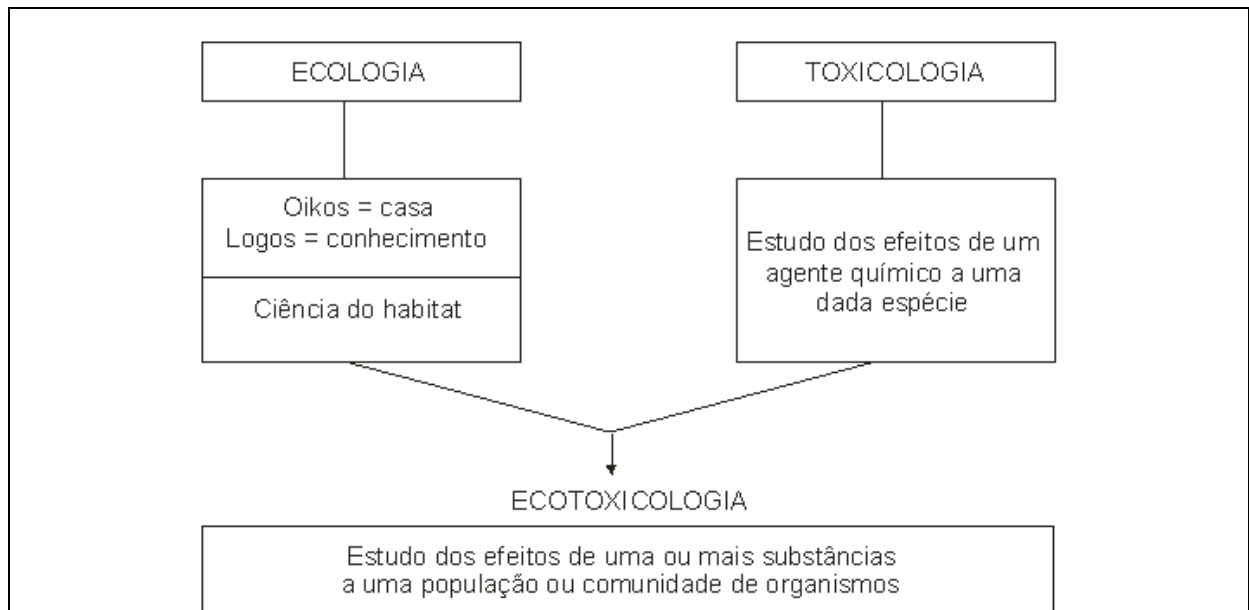 ECOLOGIA
TOXICOLOGIA
Oikos = casa
Logos = conhecimento
Ciência do habitat
Estudo dos efeitos de um
agente químico a uma
dada espécie
ECOTOXICOLOGIA
Estudo dos efeitos de uma ou mais substâncias
a uma população ou comunidade de organismos